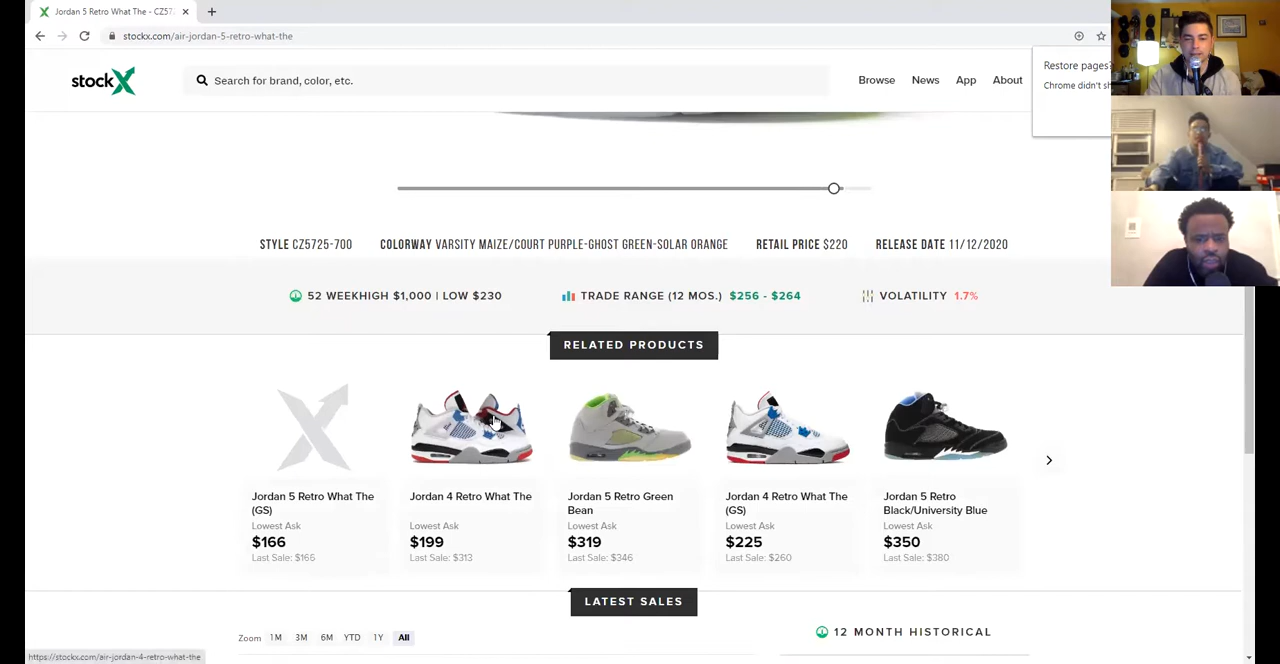 Jordan 5 Retro What The - CZ57
stockx.com/air-jordan-5-retro-what-the
Restore pages?
Chrome didn't sh
stockX
Search for brand, color, etc.
Browse News App About
STYLE CZ5725-700 COLORWAY VARSITY MAIZE/COURT PURPLE-GHOST GREEN-SOLAR ORANGE RETAIL PRICE $220 RELEASE DATE 11/12/2020
52 WEEKHIGH $1,000 | LOW $230 TRADE RANGE (12 MOS.) $256 - $264 VOLATILITY 1.7%
RELATED PRODUCTS
Jordan 5 Retro What The
(GS)
Lowest Ask
$166
Last Sale: $166
Jordan 4 Retro What The
Lowest Ask
$199
Last Sale: $313
Jordan 5 Retro Green
Bean
Lowest Ask
$319
Last Sale: $346
Jordan 4 Retro What The
(GS)
Lowest Ask
$225
Last Sale: $260
Jordan 5 Retro
Black/University Blue
Lowest Ask
$350
Last Sale: $380
LATEST SALES
Zoom 1M 3M 6M YTD 1Y All
12 MONTH HISTORICAL
https://stockx.com/air-jordan-4-retro-what-the